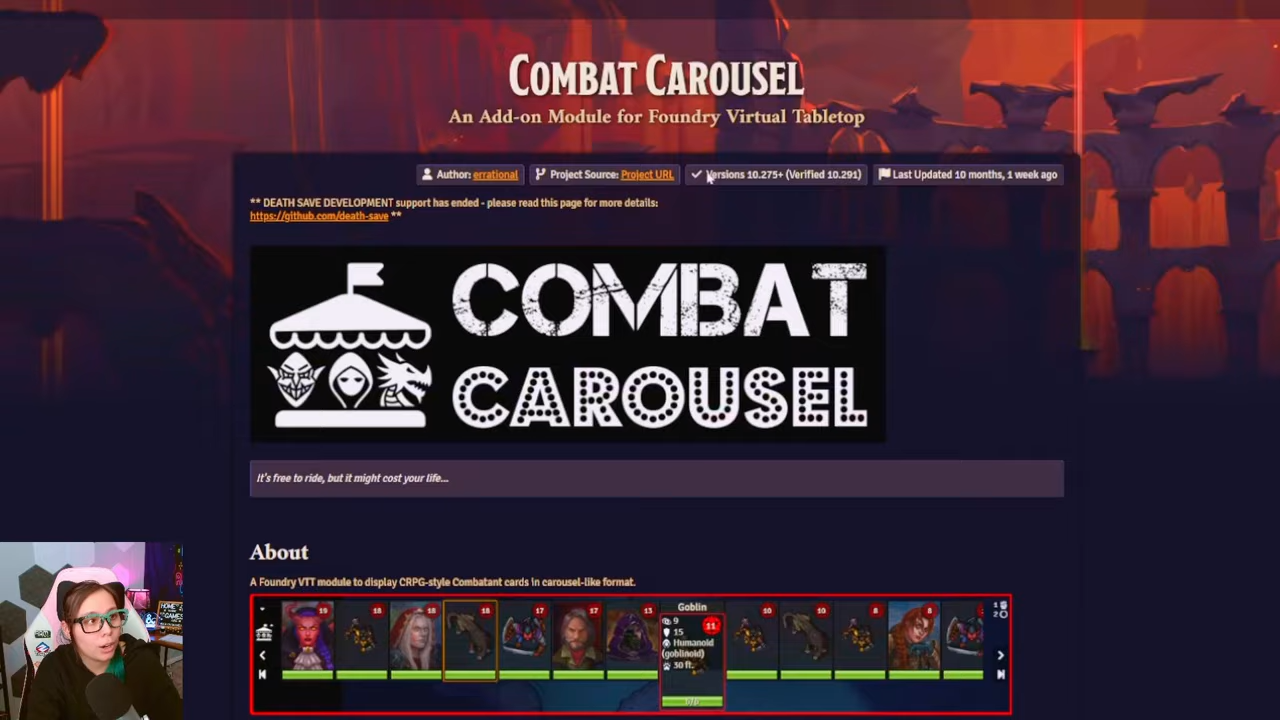 COMBAT CAROUSEL
An Add-on Module for Foundry Virtual Tabletop
Author: errational Project Source: Project URL Versions 10.275+ (Verified 10.291) Last Updated 10 months, 1 week ago
** DEATH SAVE DEVELOPMENT support has ended - please read this page for more details:
https://github.com/death-save **
COMBAT
CAROUSEL
It's free to ride, but it might cost your life...
About
A Foundry VTT module to display CRPG-style Combatant cards in carousel-like format.
Goblin
19 18 18 18 17 17 13 11 10 10 8 8
9
15
Humanoid
(goblinoid)
30 ft.
1
2
HOME
GAME
&